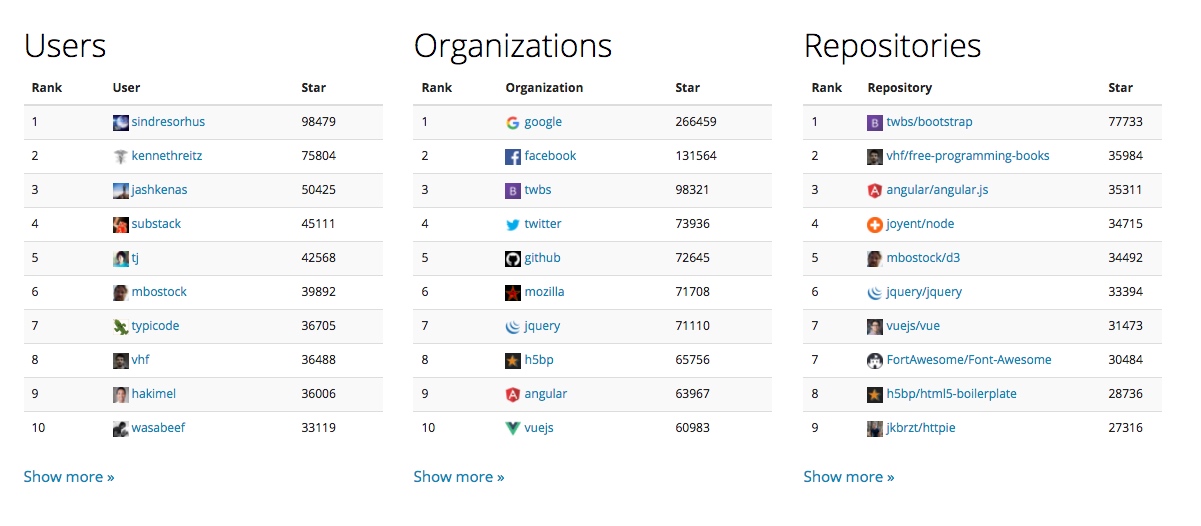 Users
Rank User Star
1 sindresorhus 98479
2 kennethreitz 75804
3 jashkenas 50425
4 substack 45111
5 tj 42568
6 mbostock 39892
7 typicode 36705
8 vhf 36488
9 hakimel 36006
10 wasabeef 33119
Show more »
Organizations
Rank Organization Star
1 google 266459
2 facebook 131564
3 twbs 98321
4 twitter 73936
5 github 72645
6 mozilla 71708
7 jquery 71110
8 h5bp 65756
9 angular 63967
10 vuejs 60983
Show more »
Repositories
Rank Repository Star
1 twbs/bootstrap 77733
2 vhf/free-programming-books 35984
3 angular/angular.js 35311
4 joyent/node 34715
5 mbostock/d3 34492
6 jquery/jquery 33394
7 vuejs/vue 31473
7 FortAwesome/Font-Awesome 30484
8 h5bp/html5-boilerplate 28736
9 jkbrzt/httpie 27316
Show more »